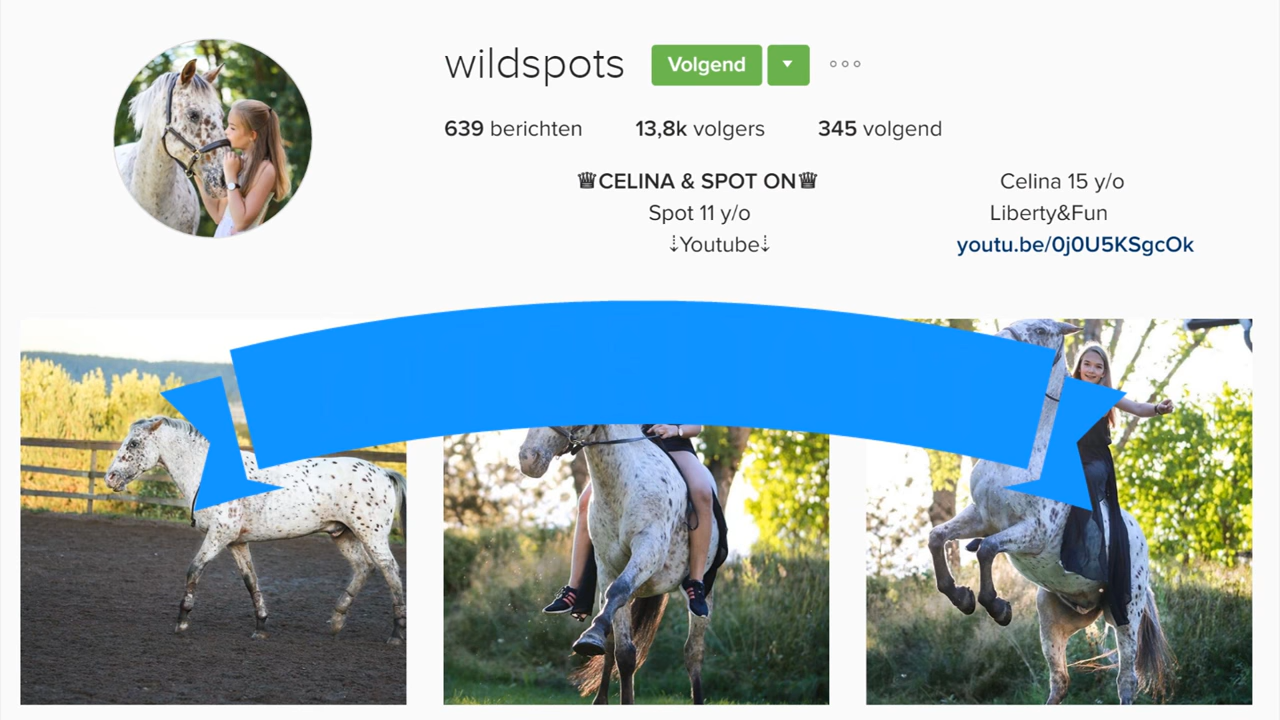 wildspots Volgend
639 berichten 13,8k volgers 345 volgend
♛CELINA & SPOT ON♛ Celina 15 y/o
Spot 11 y/o Liberty&Fun
⇣Youtube⇣ youtu.be/0j0U5KSgcOk